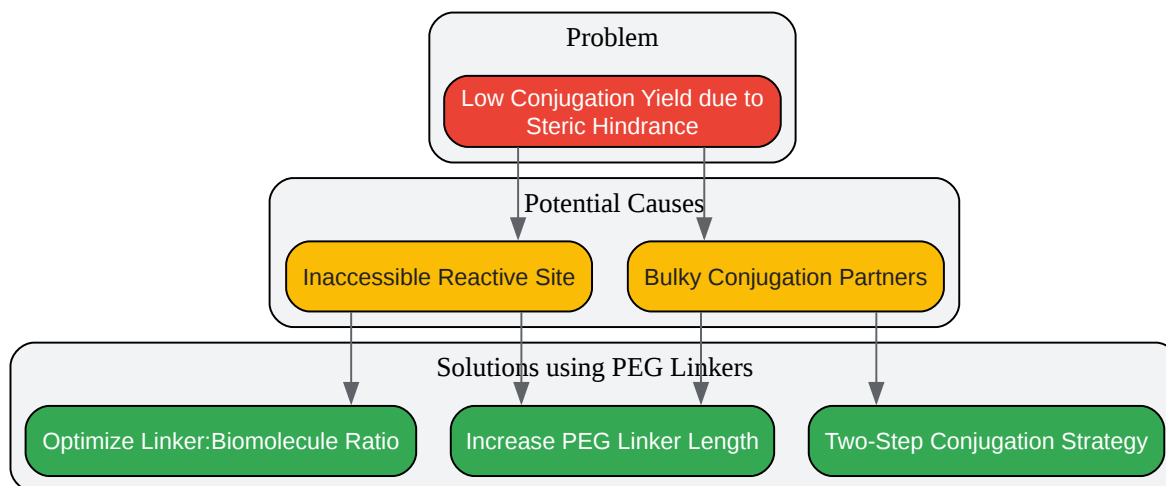 Problem
Low Conjugation Yield due to
Steric Hindrance
Potential Causes
Inaccessible Reactive Site
Bulky Conjugation Partners
Solutions using PEG Linkers
Optimize Linker:Biomolecule Ratio
Increase PEG Linker Length
Two-Step Conjugation Strategy